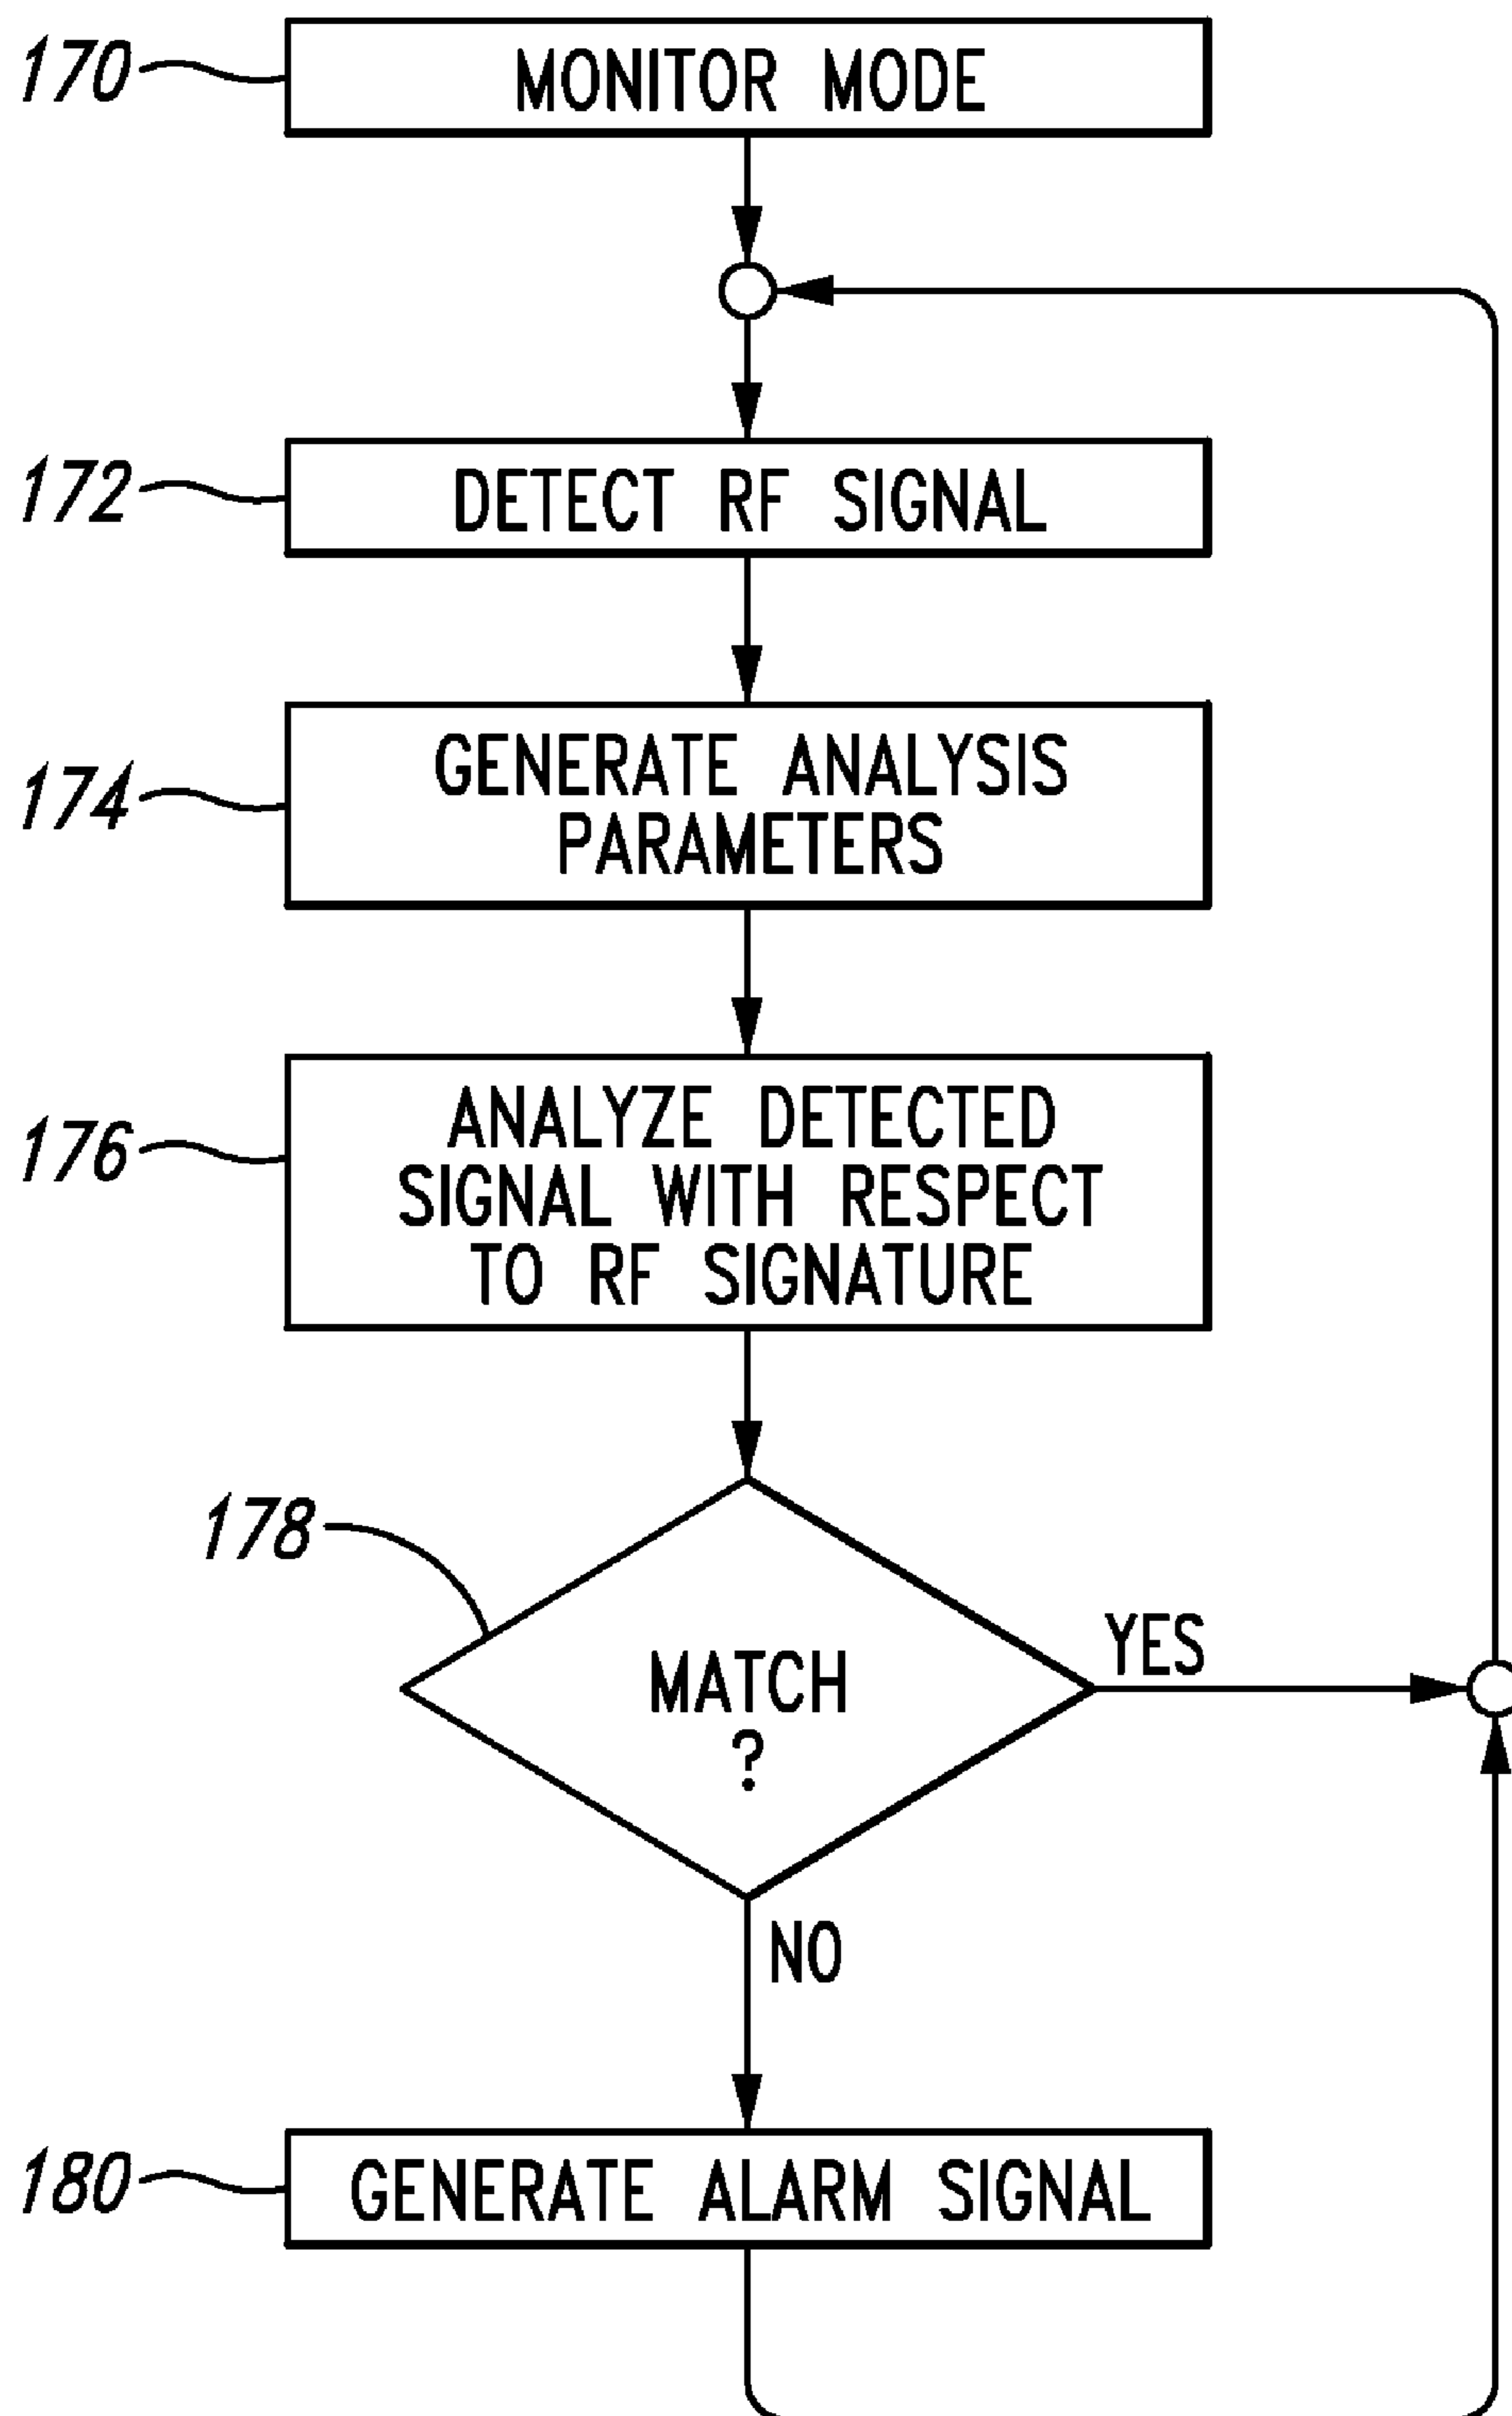 170
MONITOR MODE
172
DETECT RF SIGNAL
174
GENERATE ANALYSIS
PARAMETERS
176
ANALYZE DETECTED
SIGNAL WITH RESPECT
TO RF SIGNATURE
178
MATCH
?
YES
NO
180
GENERATE ALARM SIGNAL